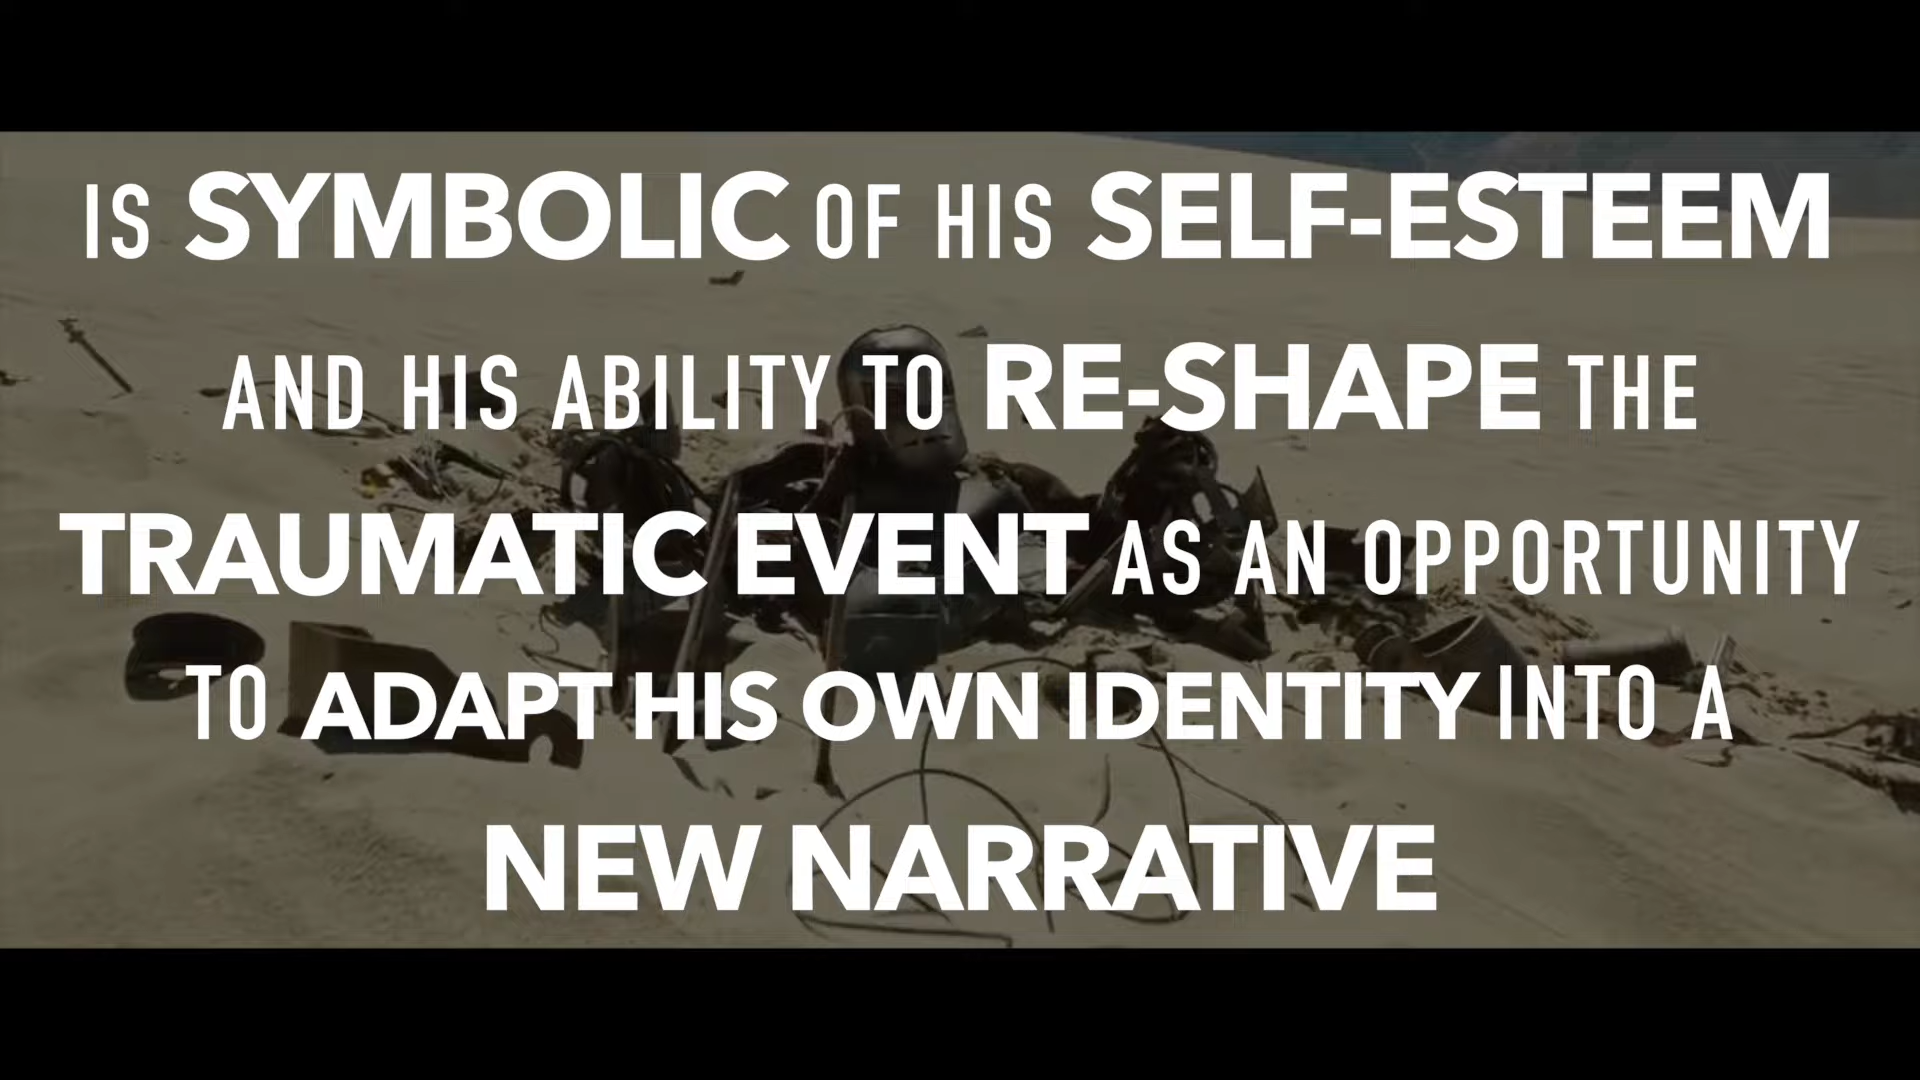 IS SYMBOLIC OF HIS SELF-ESTEEM
AND HIS ABILITY TO RE-SHAPE THE
TRAUMATIC EVENT AS AN OPPORTUNITY
TO ADAPT HIS OWN IDENTITY INTO A
NEW NARRATIVE